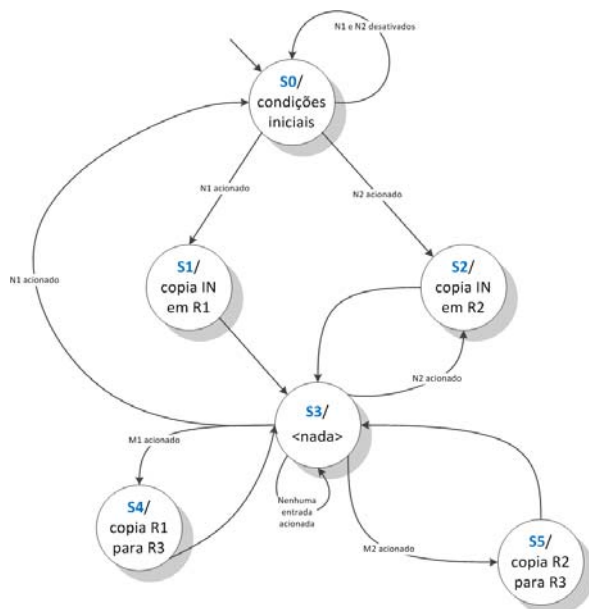 N1 e N2 desativados
S0/
condições
iniciais
N1 acionado
N2 acionado
S1/
copia IN
em R1
S2/
copia IN
em R2
N1 acionado
N2 acionado
S3/
<nada>
M1 acionado
Nenhuma
entrada
acionada
S4/
copia R1
para R3
M2 acionado
S5/
copia R2
para R3